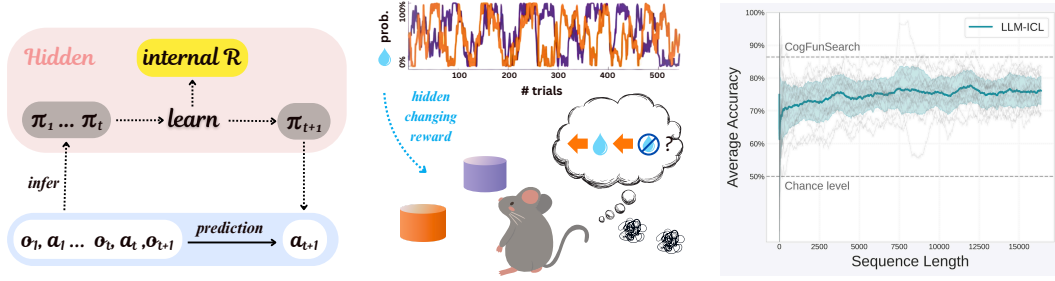 Hidden
internal R
π₁ ... πₜ
learn
πₜ₊₁
infer
o₁, a₁ ... oₜ, aₜ ,oₜ₊₁
prediction
aₜ₊₁
prob.
100%
0%
100
200
300
400
500
# trials
hidden
changing
reward
?
Average Accuracy
100%
90%
80%
70%
60%
50%
LLM-ICL
CogFunSearch
Chance level
0
2500
5000
7500
10000
12500
15000
Sequence Length